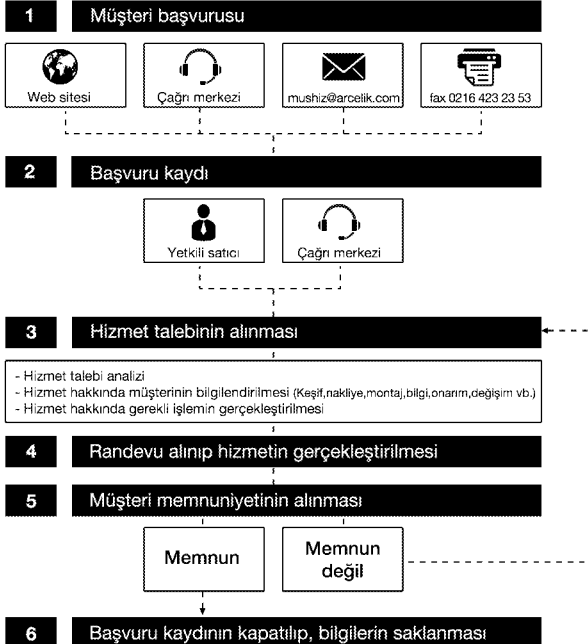 1 Müşteri başvurusu
Web sitesi
Çağrı merkezi
mushiz@arcelik.com
fax 0216 423 23 53
2 Başvuru kaydı
Yetkili satıcı
Çağrı merkezi
3 Hizmet talebinin alınması
- Hizmet talebi analizi
- Hizmet hakkında müşterinin bilgilendirilmesi (Keşif,nakliye,montaj,bilgi,onarım,değişim vb.)
- Hizmet hakkında gerekli işlemin gerçekleştirilmesi
4 Randevu alınıp hizmetin gerçekleştirilmesi
5 Müşteri memnuniyetinin alınması
Memnun
Memnun
değil
6 Başvuru kaydının kapatılıp, bilgilerin saklanması